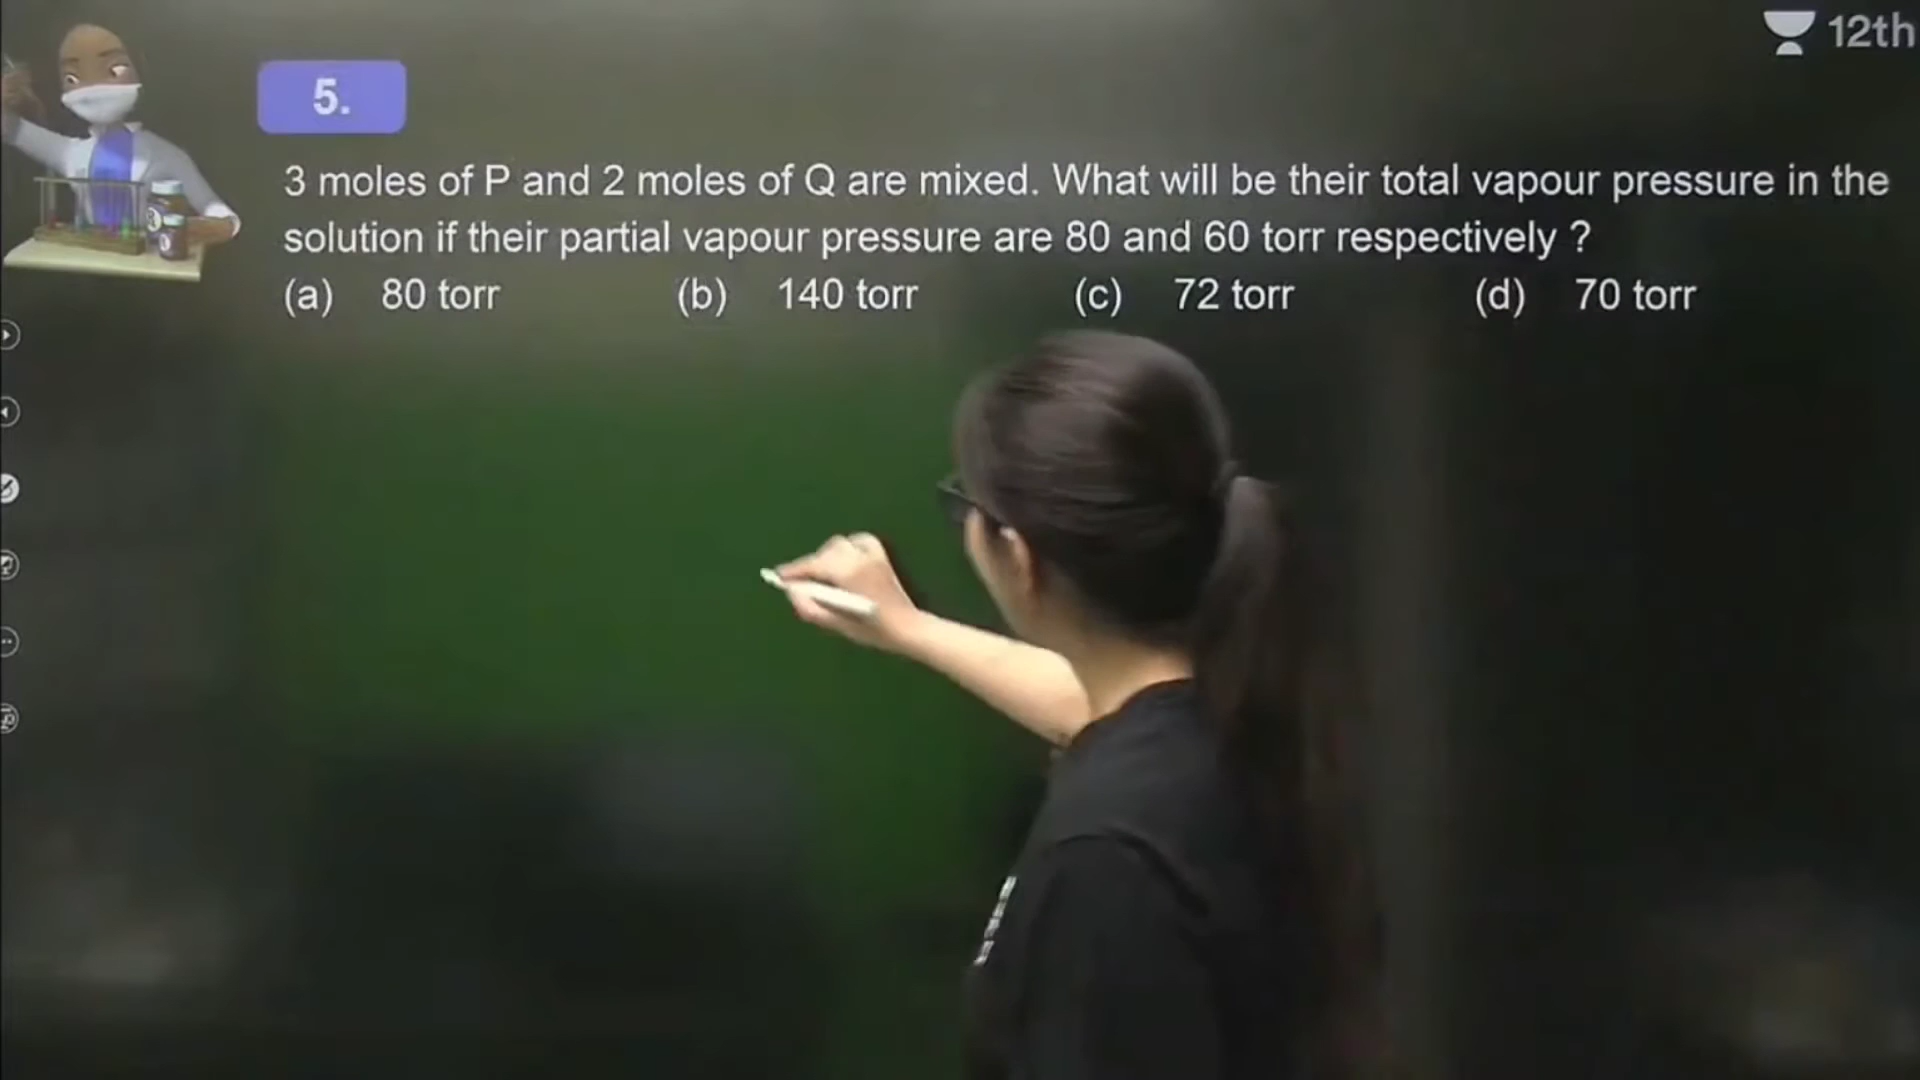 12th
5.
3 moles of P and 2 moles of Q are mixed. What will be their total vapour pressure in the
solution if their partial vapour pressure are 80 and 60 torr respectively ?
(a) 80 torr (b) 140 torr (c) 72 torr (d) 70 torr